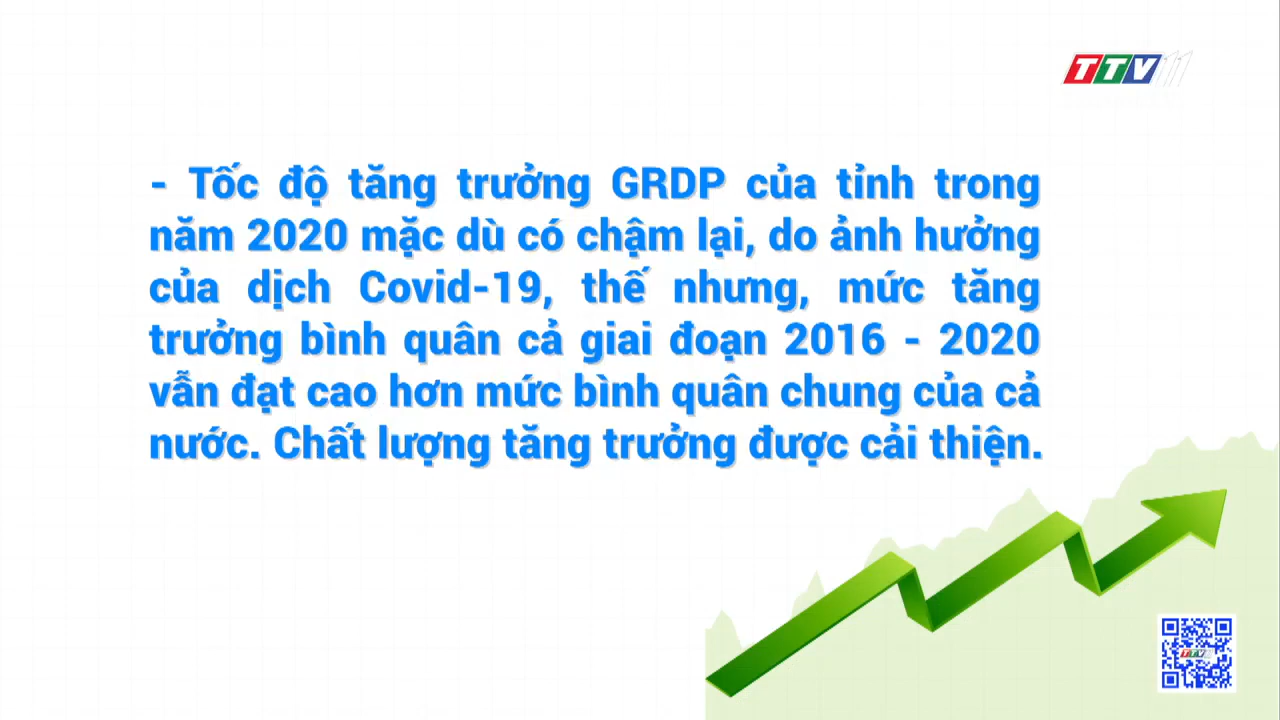 TTV11
- Tốc độ tăng trưởng GRDP của tỉnh trong
năm 2020 mặc dù có chậm lại, do ảnh hưởng
của dịch Covid-19, thế nhưng, mức tăng
trưởng bình quân cả giai đoạn 2016 - 2020
vẫn đạt cao hơn mức bình quân chung của cả
nước. Chất lượng tăng trưởng được cải thiện.
TTV